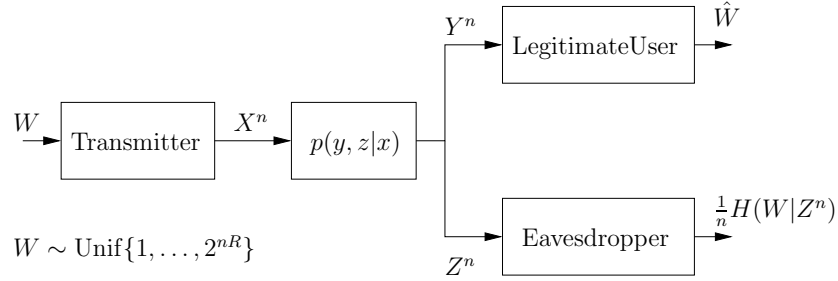 Y^n
LegitimateUser
Ŵ
W
Transmitter
X^n
p(y, z|x)
Z^n
Eavesdropper
1/n H(W|Z^n)
W ∼ Unif{1, . . . , 2^{nR}}